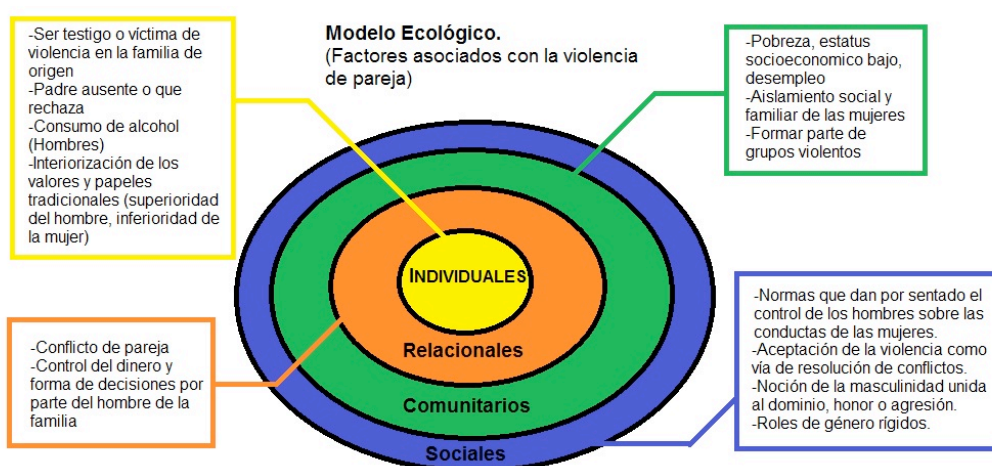 Modelo Ecológico.
(Factores asociados con la violencia
de pareja)
-Ser testigo o víctima de
violencia en la familia de
origen
-Padre ausente o que
rechaza
-Consumo de alcohol
(Hombres)
-Interiorización de los
valores y papeles
tradicionales (superioridad
del hombre, inferioridad de
la mujer)
-Pobreza, estatus
socioeconomico bajo,
desempleo
-Aislamiento social y
familiar de las mujeres
-Formar parte de
grupos violentos
INDIVIDUALES
Relacionales
Comunitarios
Sociales
-Conflicto de pareja
-Control del dinero y
forma de decisiones por
parte del hombre de la
familia
-Normas que dan por sentado el
control de los hombres sobre las
conductas de las mujeres.
-Aceptación de la violencia como
vía de resolución de conflictos.
-Noción de la masculinidad unida
al dominio, honor o agresión.
-Roles de género rígidos.